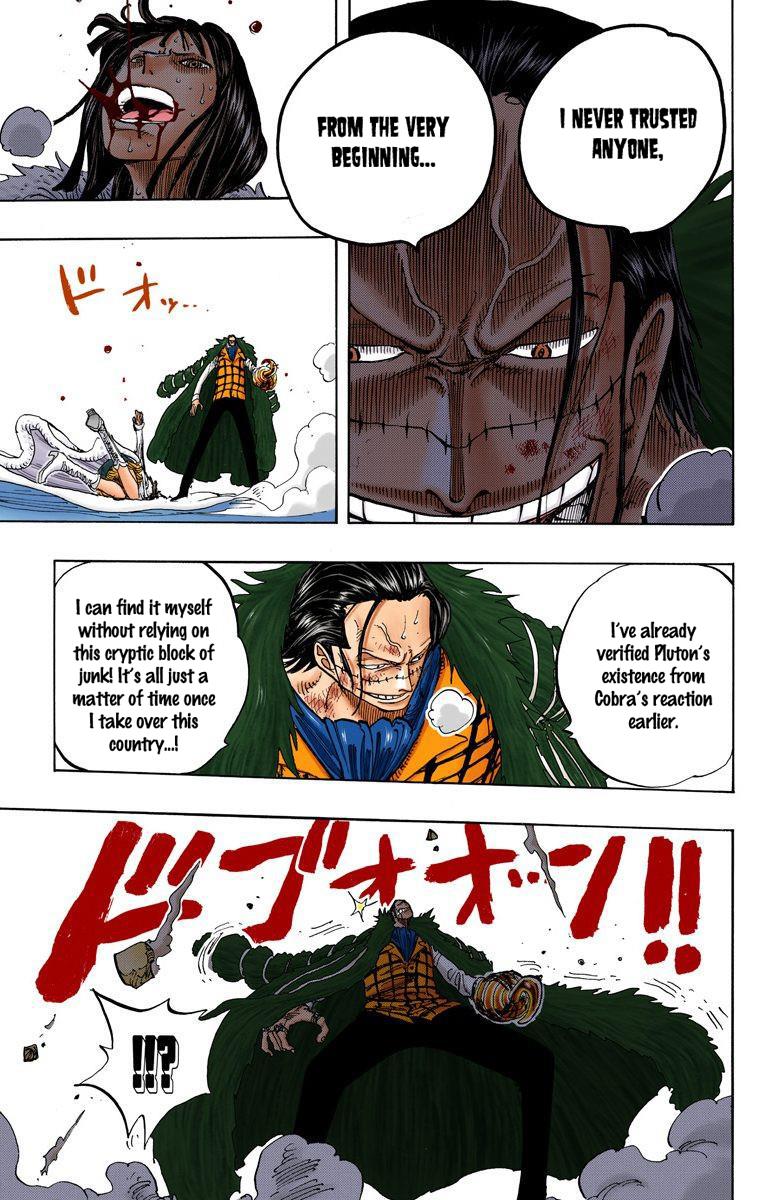 I NEVER TRUSTED
ANYONE,
FROM THE VERY
BEGINNING...
ドオッ...
I've already
verified Pluton's
existence from
Cobra's reaction
earlier.
I can find it myself
without relying on
this cryptic block of
junk! It's all just a
matter of time once
I take over this
country...!
ドゴォオ..ン!!
!!?